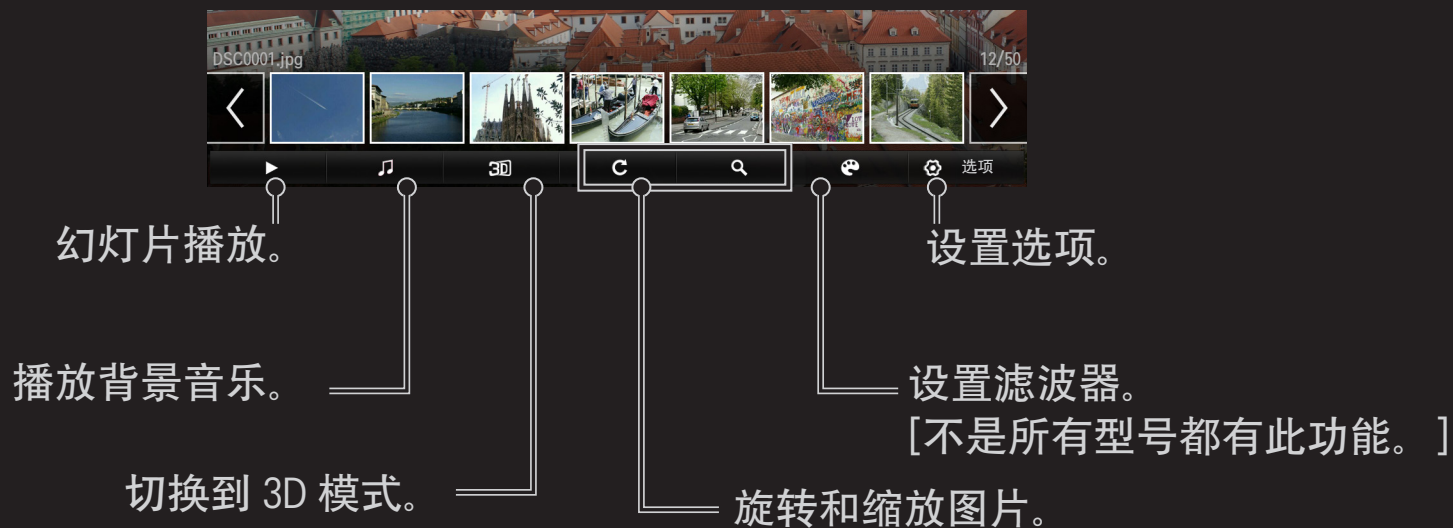 DSC0001.jpg
12/50
3D
选项
幻灯片播放。
设置选项。
播放背景音乐。
设置滤波器。
[不是所有型号都有此功能。]
切换到 3D 模式。
旋转和缩放图片。